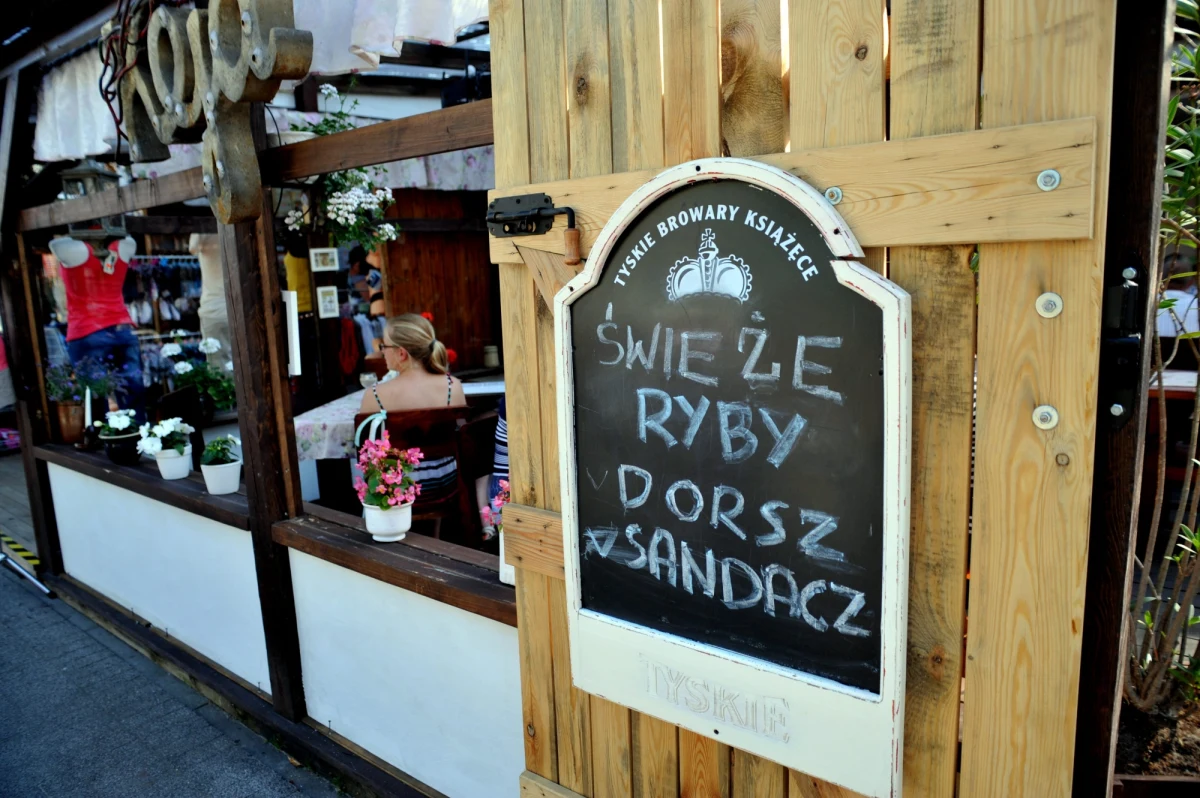 TYSKIE BROWARY KSIĄŻĘCE
ŚWIEŻE
RYBY
DORSZ
SANDACZ
TYSKIE